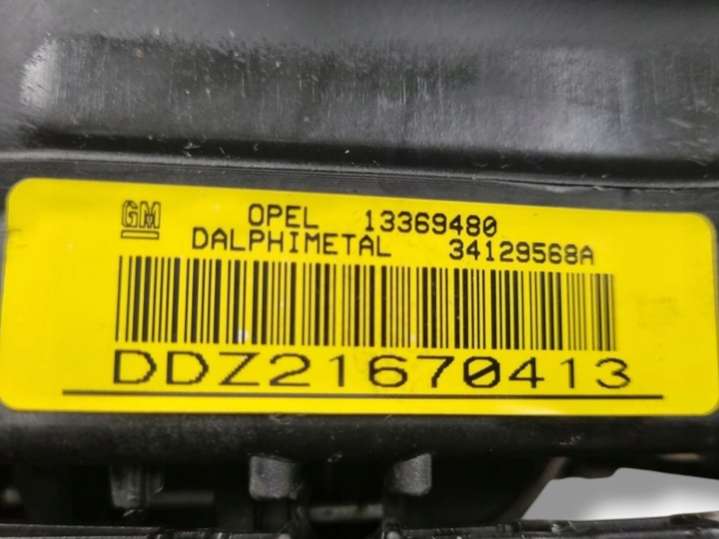 GM OPEL 13369480
DALPHIMETAL 34129568A
DDZ21670413